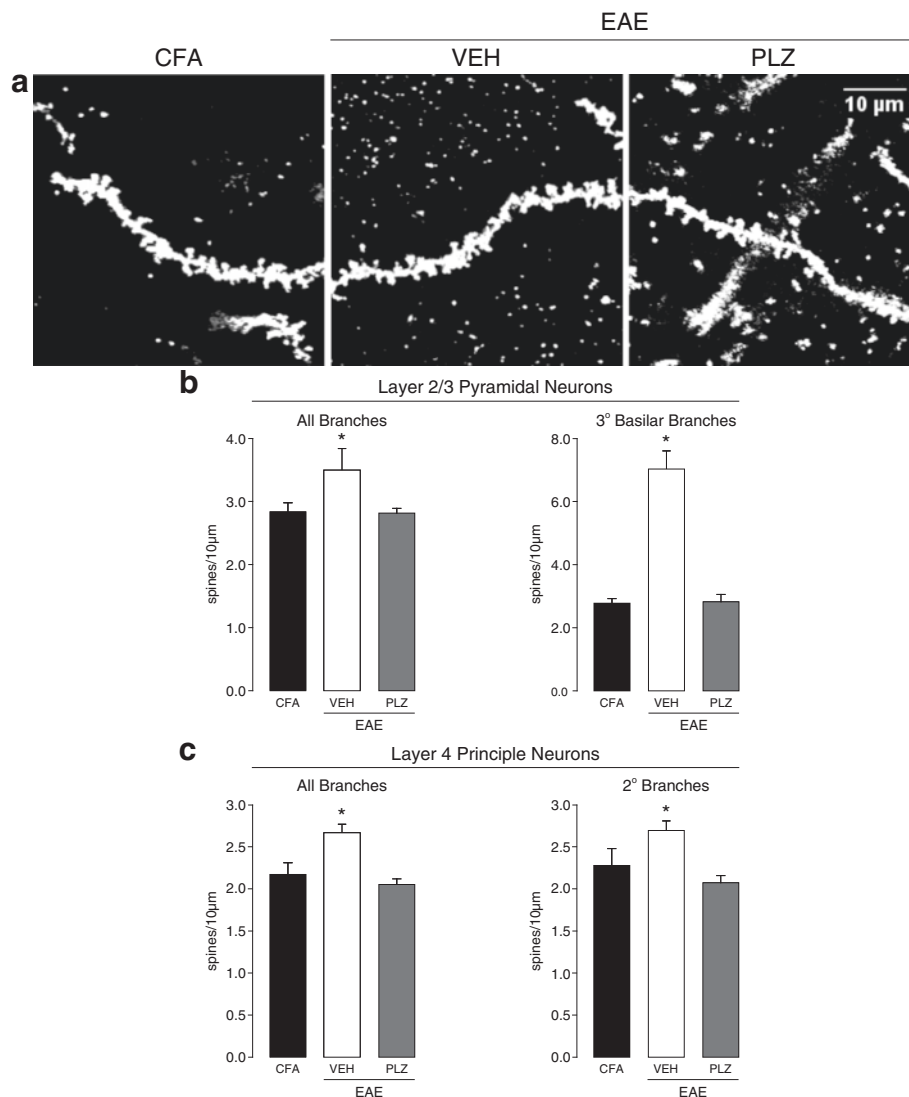 EAE
CFA VEH PLZ
a
10 µm
b
Layer 2/3 Pyramidal Neurons
All Branches
4.0
3.0
2.0
1.0
0.0
spines/10µm
*
CFA VEH PLZ
EAE
3° Basilar Branches
8.0
6.0
4.0
2.0
0.0
spines/10µm
*
CFA VEH PLZ
EAE
c
Layer 4 Principle Neurons
All Branches
3.0
2.5
2.0
1.5
1.0
0.5
0.0
spines/10µm
*
CFA VEH PLZ
EAE
2° Branches
3.0
2.5
2.0
1.5
1.0
0.5
0.0
spines/10µm
*
CFA VEH PLZ
EAE